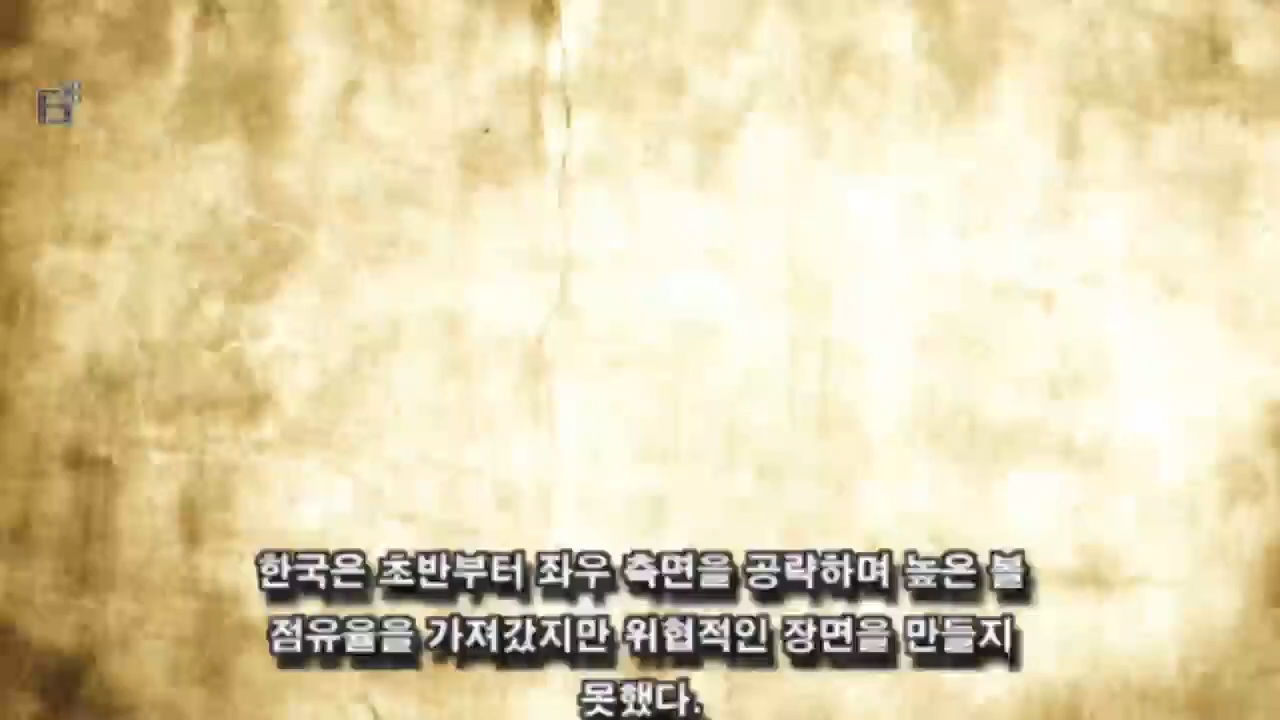 한국은 초반부터 좌우 측면을 공략하며 높은 볼
점유율을 가져갔지만 위협적인 장면을 만들지
못했다.